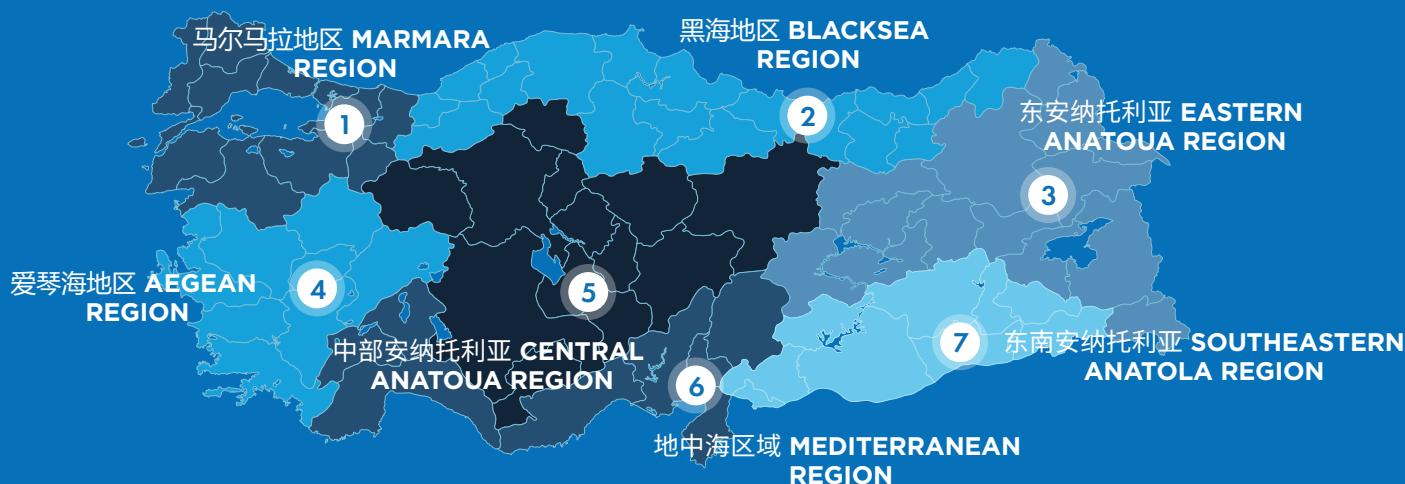 马尔马拉地区 MARMARA
REGION
1
黑海地区 BLACKSEA
REGION
2
东安纳托利亚 EASTERN
ANATOUA REGION
3
爱琴海地区 AEGEAN
REGION
4
5
中部安纳托利亚 CENTRAL
ANATOUA REGION
6
地中海区域 MEDITERRANEAN
REGION
7
东南安纳托利亚 SOUTHEASTERN
ANATOLA REGION